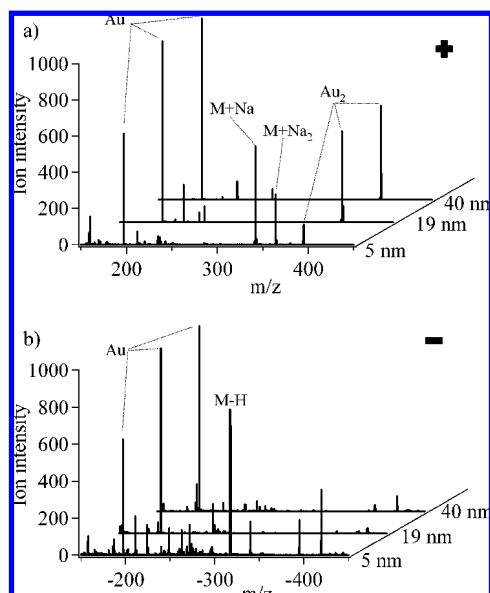 a)
Au
+
1000
800
600
400
200
0
Ion intensity
M+Na
M+Na₂
Au₂
40 nm
19 nm
5 nm
200
300
400
m/z
b)
Au
−
1000
800
600
400
200
0
Ion intensity
M-H
40 nm
19 nm
5 nm
-200
-300
-400
m/z